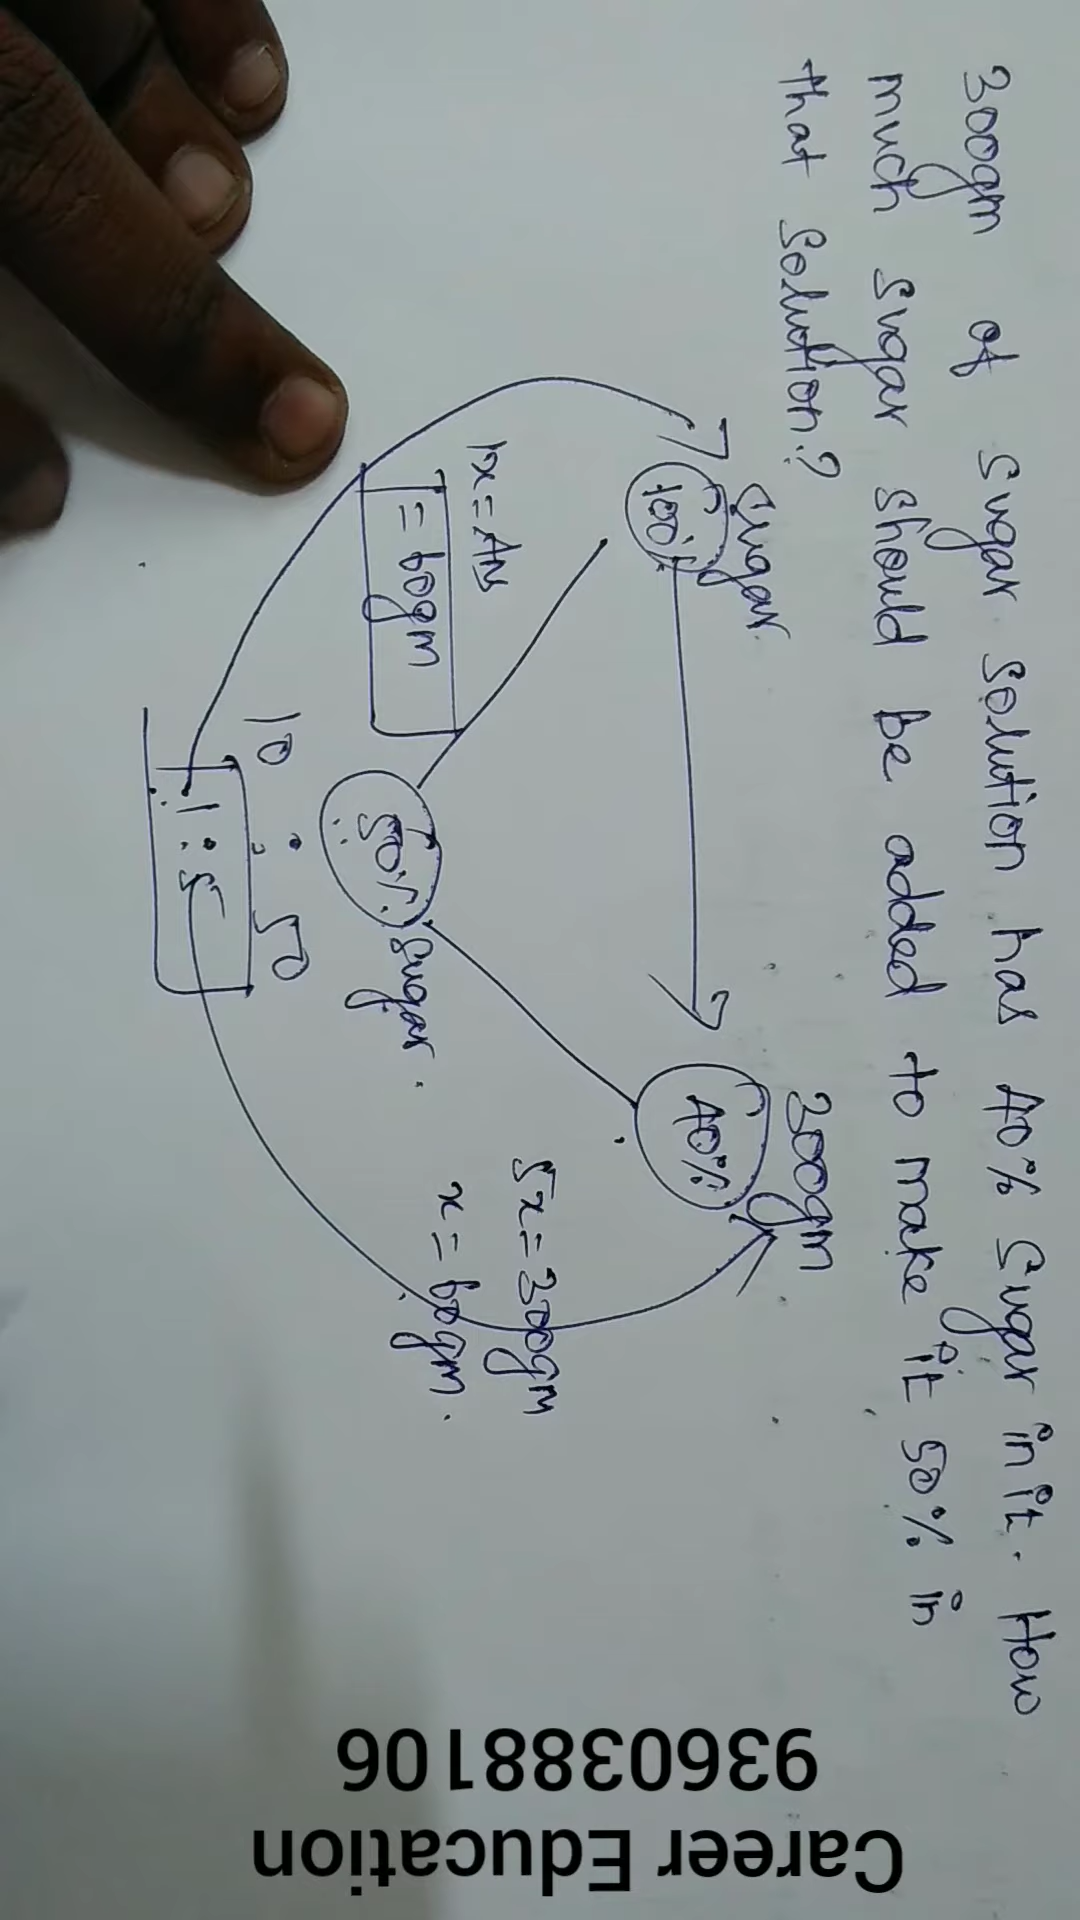 300gm of sugar solution has 40% sugar in it. How
much sugar should be added to make it 50% in
that solution?
sugar
300gm
100%
40%
1x = Ans
= 60gm
50%
sugar.
5x = 300gm
x = 60gm.
10 : 50
1 : 5
9360388106
Career Education